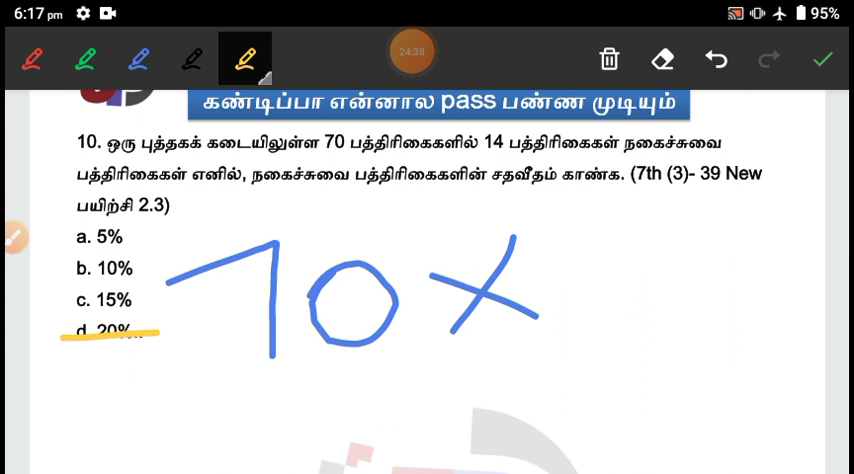 6:17 pm
95%
24:38
கண்டிப்பா என்னால pass பண்ண முடியும்
10. ஒரு புத்தகக் கடையிலுள்ள 70 பத்திரிகைகளில் 14 பத்திரிகைகள் நகைச்சுவை
பத்திரிகைகள் எனில், நகைச்சுவை பத்திரிகைகளின் சதவீதம் காண்க. (7th (3)- 39 New
பயிற்சி 2.3)
a. 5%
b. 10%
c. 15%
d. 20%
70 ×